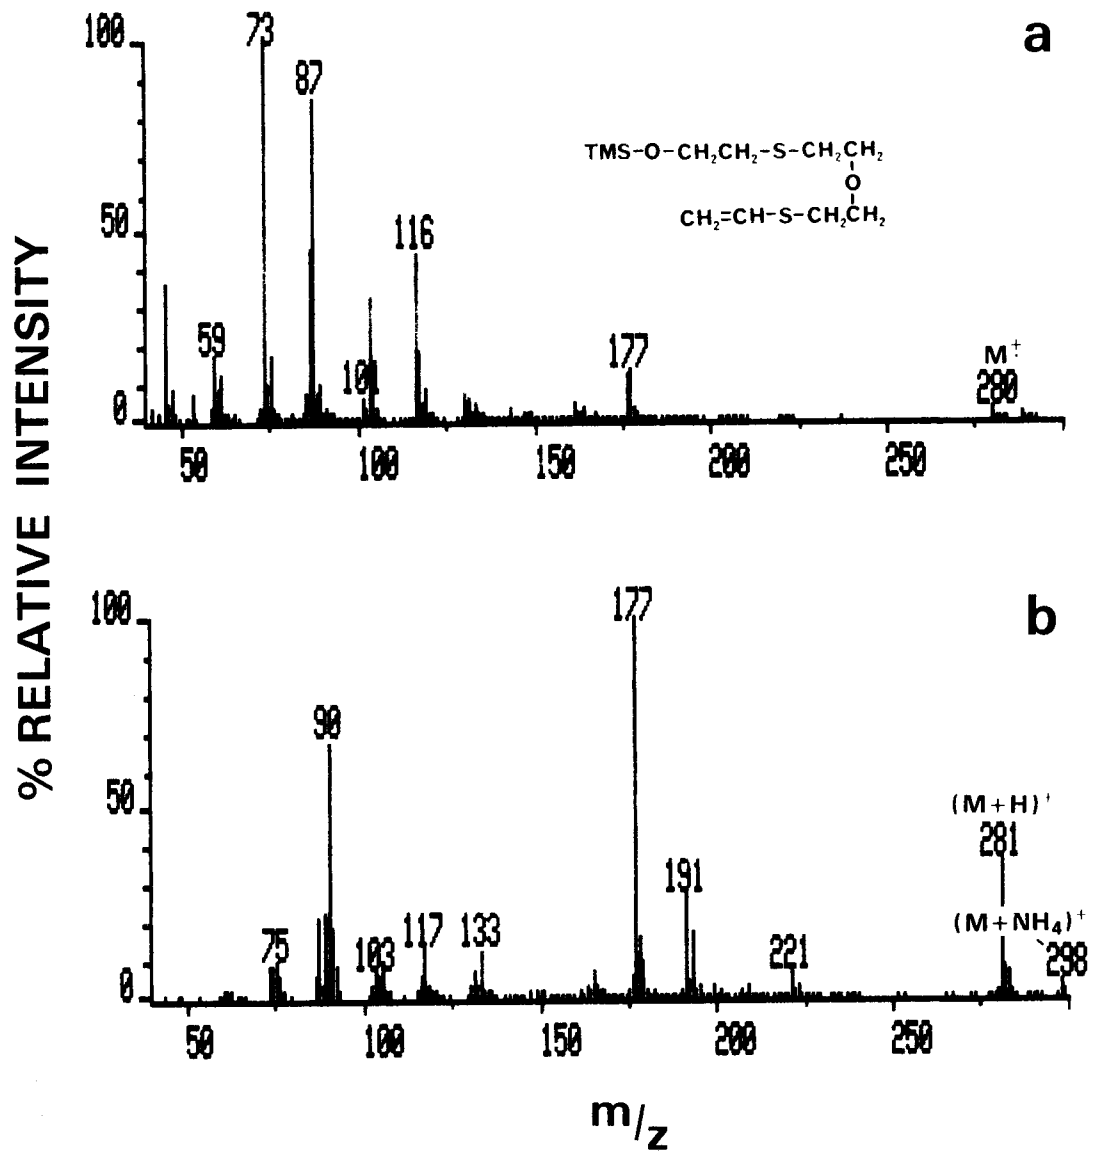 a
100
73
87
TMS-O-CH₂CH₂-S-CH₂CH₂
O
CH₂=CH-S-CH₂CH₂
50
116
59
101
177
M⁺·
280
0
50 100 150 200 250
% RELATIVE INTENSITY
b
100
177
90
50
(M+H)⁺
281
191
(M+NH₄)⁺
75
103
117
133
221
298
0
50 100 150 200 250
m/z